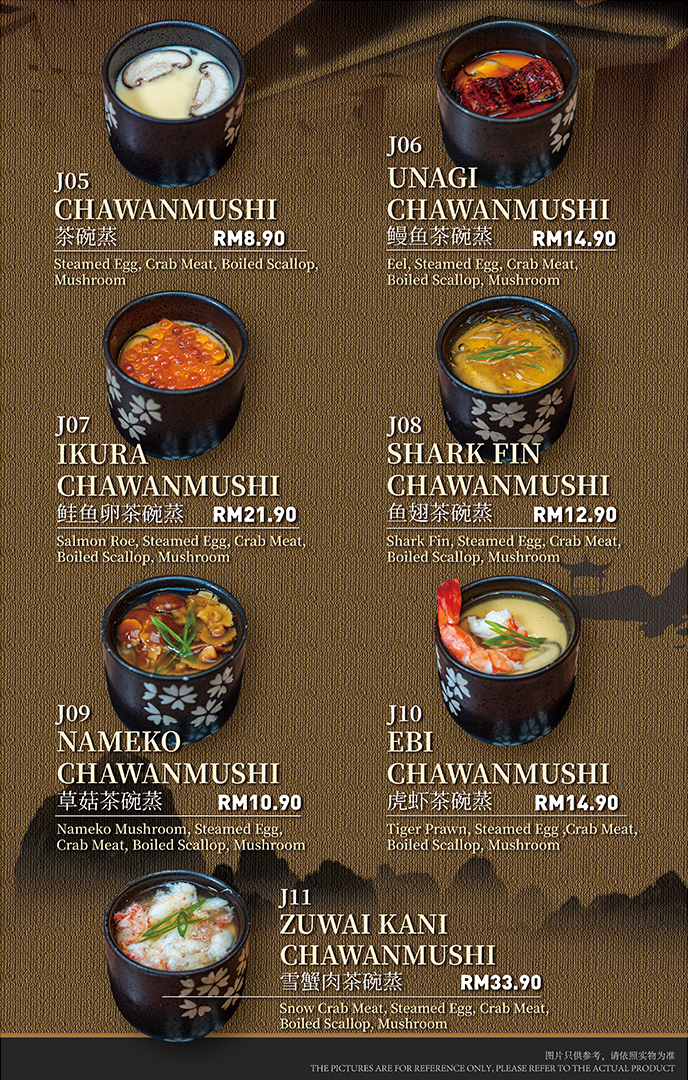 J05
CHAWANMUSHI
茶碗蒸 RM8.90
Steamed Egg, Crab Meat, Boiled Scallop,
Mushroom
J06
UNAGI
CHAWANMUSHI
鳗鱼茶碗蒸 RM14.90
Eel, Steamed Egg, Crab Meat,
Boiled Scallop, Mushroom
J07
IKURA
CHAWANMUSHI
鲑鱼卵茶碗蒸 RM21.90
Salmon Roe, Steamed Egg, Crab Meat,
Boiled Scallop, Mushroom
J08
SHARK FIN
CHAWANMUSHI
鱼翅茶碗蒸 RM12.90
Shark Fin, Steamed Egg, Crab Meat,
Boiled Scallop, Mushroom
J09
NAMEKO
CHAWANMUSHI
草菇茶碗蒸 RM10.90
Nameko Mushroom, Steamed Egg,
Crab Meat, Boiled Scallop, Mushroom
J10
EBI
CHAWANMUSHI
虎虾茶碗蒸 RM14.90
Tiger Prawn, Steamed Egg ,Crab Meat,
Boiled Scallop, Mushroom
J11
ZUWAI KANI
CHAWANMUSHI
雪蟹肉茶碗蒸 RM33.90
Snow Crab Meat, Steamed Egg, Crab Meat,
Boiled Scallop, Mushroom
图片只供参考，请依照实物为准
THE PICTURES ARE FOR REFERENCE ONLY, PLEASE REFER TO THE ACTUAL PRODUCT